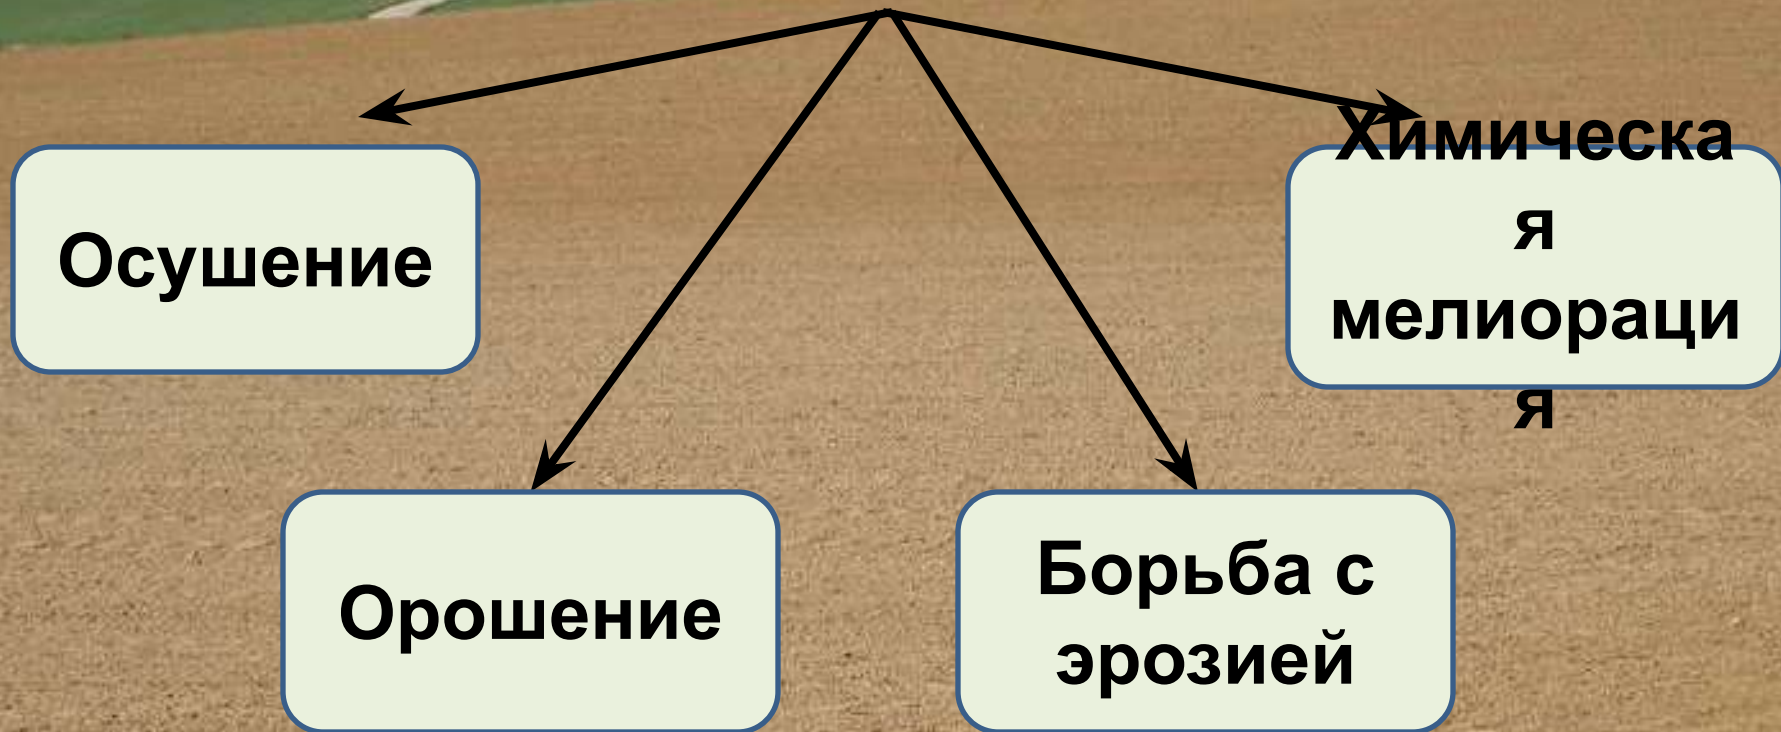 Осушение
Химическа
я
мелиораци
я
Орошение
Борьба с
эрозией